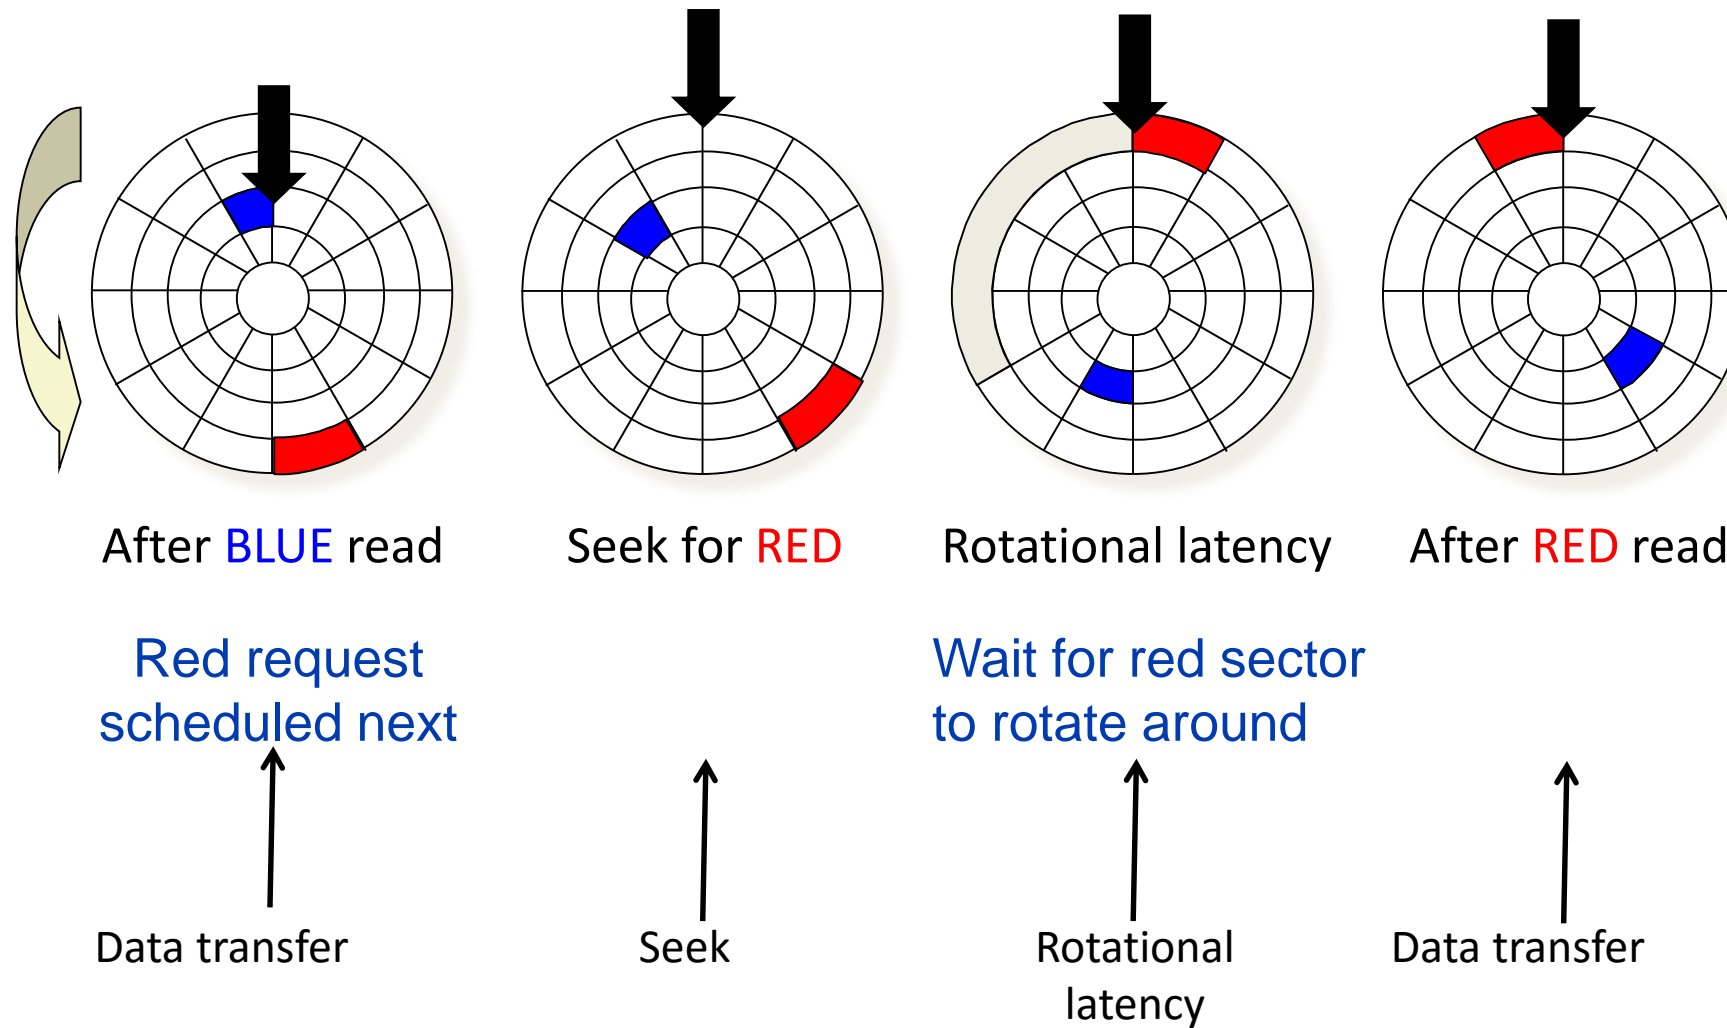 After BLUE read
Seek for RED
Rotational latency
After RED read
Red request
scheduled next
Wait for red sector
to rotate around
Data transfer
Seek
Rotational
latency
Data transfer